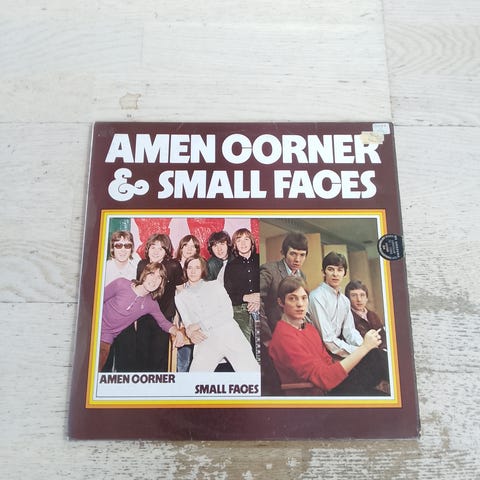 AMEN CORNER
& SMALL FACES
AMEN CORNER
SMALL FACES